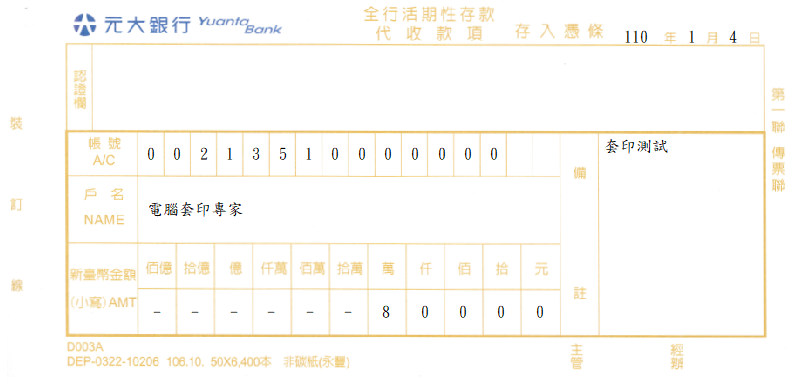 元大銀行 Yuanta Bank
全行活期性存款
代收款項 存入憑條
110 年 1 月 4 日
認證欄
帳號 A/C 0 0 2 1 3 5 1 0 0 0 0 0 0 0
戶名 NAME 電腦套印專家
新臺幣金額 (小寫) AMT
佰億 拾億 億 仟萬 佰萬 拾萬 萬 仟 佰 拾 元
- - - - - - 8 0 0 0 0
備註
套印測試
D003A
DEP-0322-10206 106.10. 50X6,400本 非碳紙(永豐)
主管 經辦
裝訂線
第一聯 傳票聯